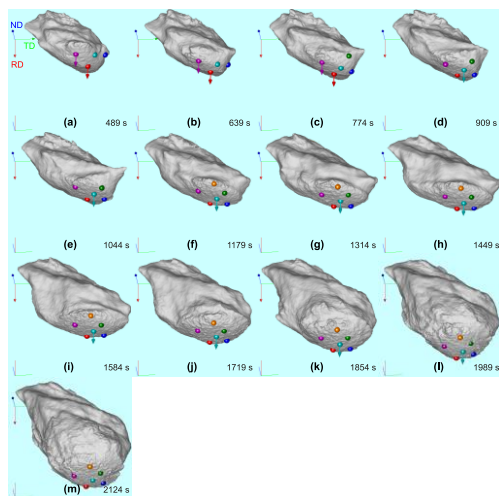 ND
TD
RD
(a) 489 s
(b) 639 s
(c) 774 s
(d) 909 s
(e) 1044 s
(f) 1179 s
(g) 1314 s
(h) 1449 s
(i) 1584 s
(j) 1719 s
(k) 1854 s
(l) 1989 s
(m) 2124 s